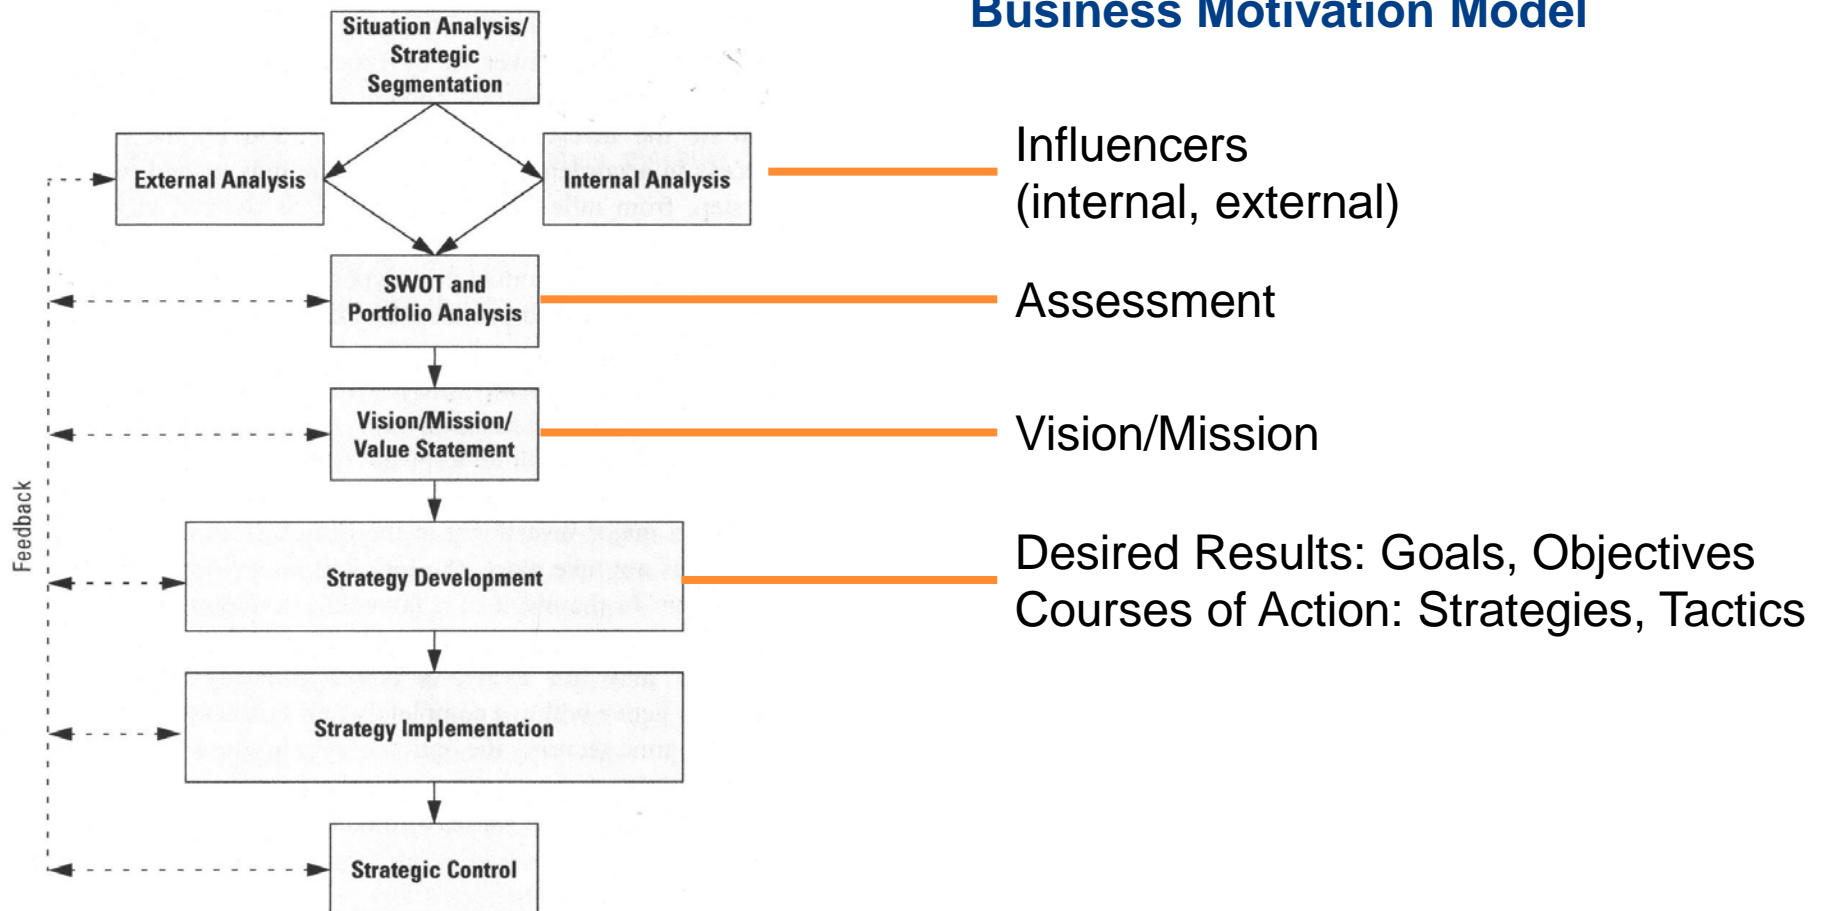 Business Motivation Model
Situation Analysis/
Strategic
Segmentation
External Analysis
Internal Analysis
Influencers
(internal, external)
SWOT and
Portfolio Analysis
Assessment
Vision/Mission/
Value Statement
Vision/Mission
Feedback
Strategy Development
Desired Results: Goals, Objectives
Courses of Action: Strategies, Tactics
Strategy Implementation
Strategic Control